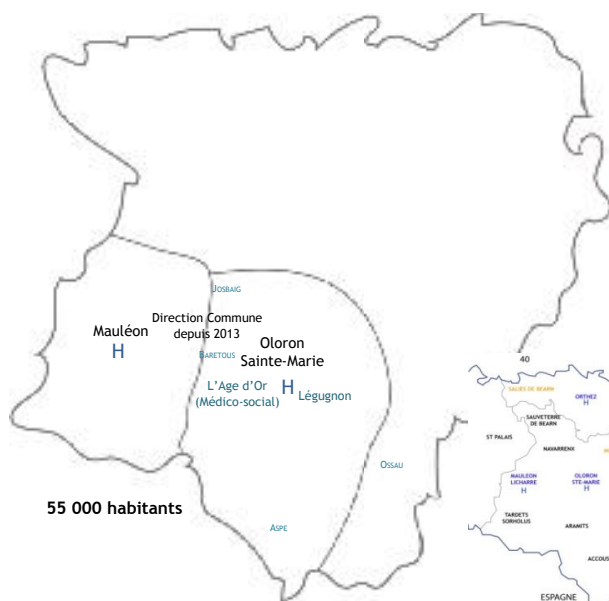 JOSBAIG
Direction Commune
depuis 2013
Mauléon
H
Oloron
Sainte-Marie
BARETOUS
L'Age d'Or
(Médico-social)
H
Légugnon
OSSAU
55 000 habitants
ASPE
40
SALIES DE BEARN
ORTHEZ
H
SAUVETERRE
DE BEARN
ST PALAIS
NAVARRENX
MAULEON
LICHARRE
H
OLORON
STE-MARIE
H
TARDETS
SORHOLUS
ARAMITS
ACCOUS
ESPAGNE